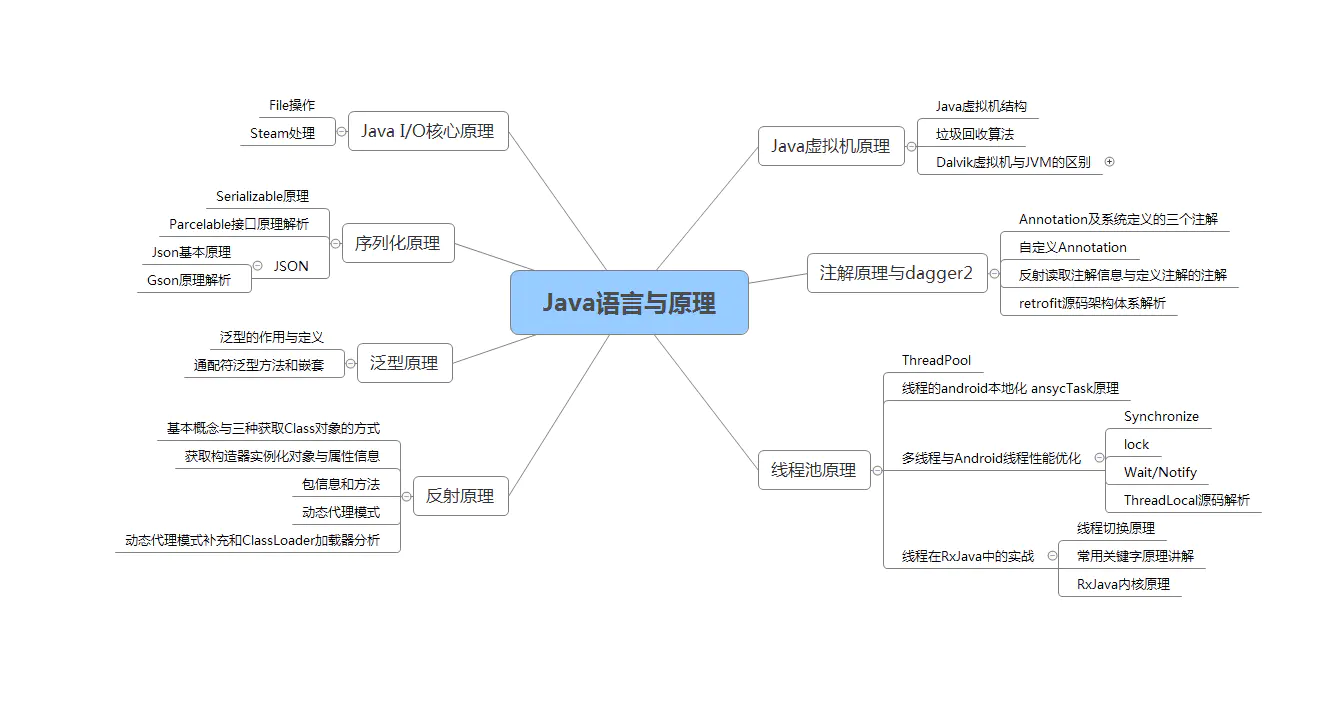 Java语言与原理
Java I/O核心原理
File操作
Steam处理
序列化原理
Serializable原理
Parcelable接口原理解析
JSON
Json基本原理
Gson原理解析
泛型原理
泛型的作用与定义
通配符泛型方法和嵌套
反射原理
基本概念与三种获取Class对象的方式
获取构造器实例化对象与属性信息
包信息和方法
动态代理模式
动态代理模式补充和ClassLoader加载器分析
Java虚拟机原理
Java虚拟机结构
垃圾回收算法
Dalvik虚拟机与JVM的区别
注解原理与dagger2
Annotation及系统定义的三个注解
自定义Annotation
反射读取注解信息与定义注解的注解
retrofit源码架构体系解析
线程池原理
ThreadPool
线程的android本地化 ansycTask原理
多线程与Android线程性能优化
Synchronize
lock
Wait/Notify
ThreadLocal源码解析
线程在RxJava中的实战
线程切换原理
常用关键字原理讲解
RxJava内核原理